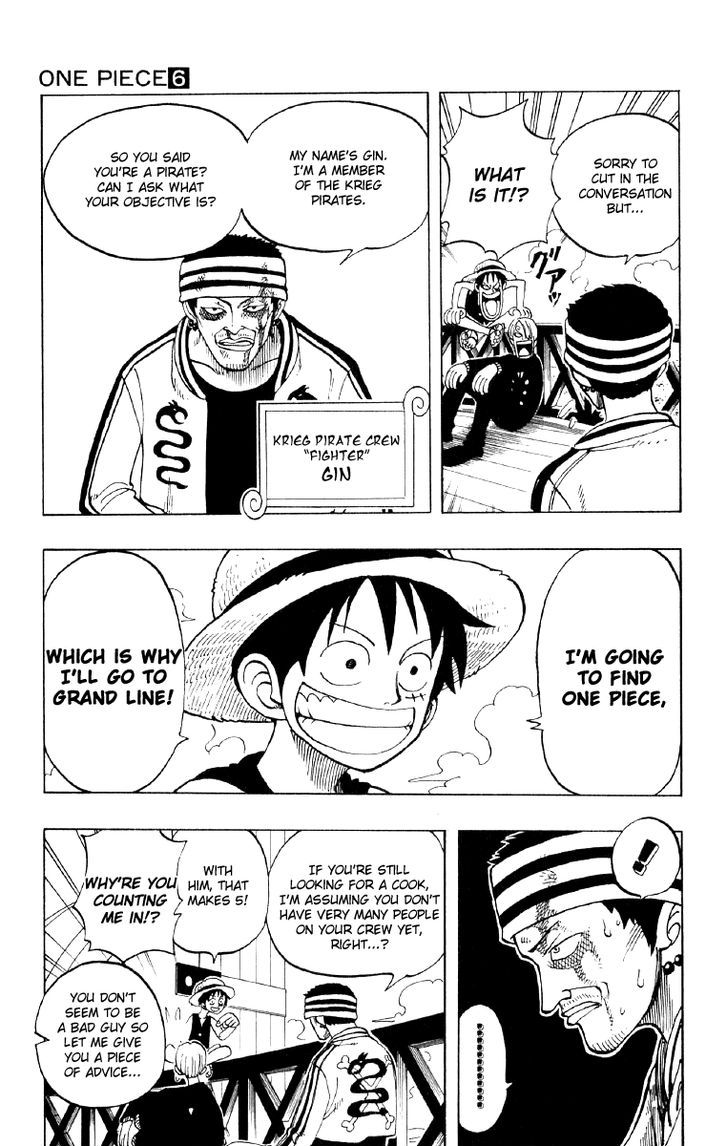 ONE PIECE 6
SORRY TO
CUT IN THE
CONVERSATION
BUT...
WHAT
IS IT!?
グアッ
MY NAME'S GIN.
I'M A MEMBER
OF THE KRIEG
PIRATES.
SO YOU SAID
YOU'RE A PIRATE?
CAN I ASK WHAT
YOUR OBJECTIVE IS?
KRIEG PIRATE CREW
"FIGHTER"
GIN
I'M GOING
TO FIND
ONE PIECE,
WHICH IS WHY
I'LL GO TO
GRAND LINE!
!
.........
IF YOU'RE STILL
LOOKING FOR A COOK,
I'M ASSUMING YOU DON'T
HAVE VERY MANY PEOPLE
ON YOUR CREW YET,
RIGHT...?
WITH
HIM, THAT
MAKES 5!
WHY'RE YOU
COUNTING
ME IN!?
YOU DON'T
SEEM TO BE
A BAD GUY SO
LET ME GIVE
YOU A PIECE
OF ADVICE...